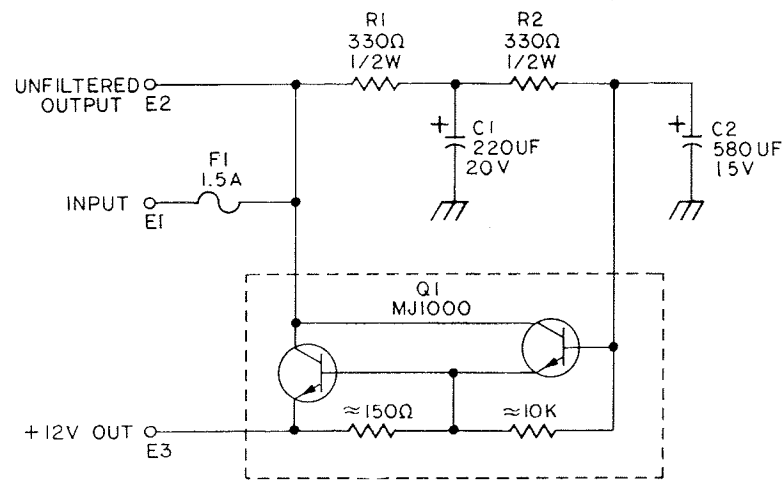 R1
330Ω
1/2W
R2
330Ω
1/2W
UNFILTERED
OUTPUT
E2
+
C1
220UF
20V
+
C2
580UF
15V
F1
1.5A
INPUT
E1
Q1
MJ1000
≈150Ω
≈10K
+12V OUT
E3